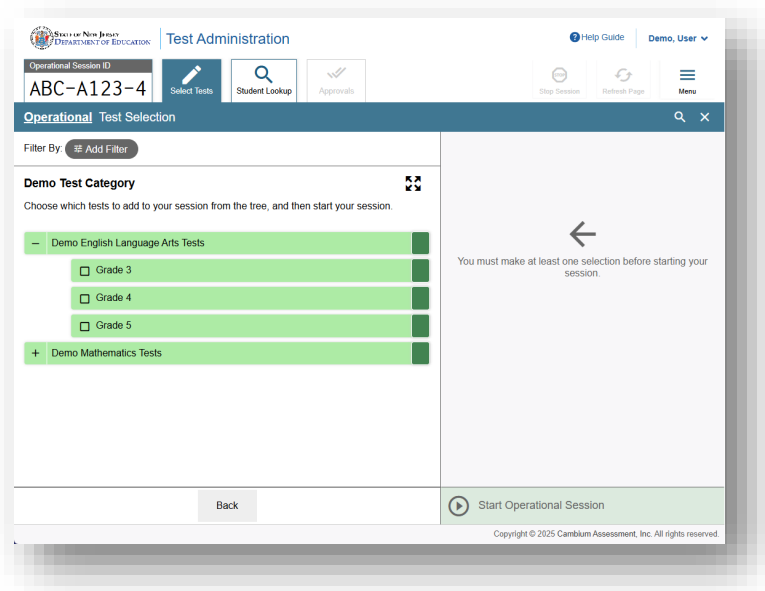 STATE OF NEW JERSEY
DEPARTMENT OF EDUCATION
Test Administration
Help Guide
Demo, User
Operational Session ID
ABC-A123-4
Select Tests
Student Lookup
Approvals
STOP
Stop Session
Refresh Page
Menu
Operational Test Selection
Filter By: Add Filter
Demo Test Category
Choose which tests to add to your session from the tree, and then start your session.
Demo English Language Arts Tests
Grade 3
Grade 4
Grade 5
Demo Mathematics Tests
You must make at least one selection before starting your
session.
Back
Start Operational Session
Copyright © 2025 Cambium Assessment, Inc. All rights reserved.